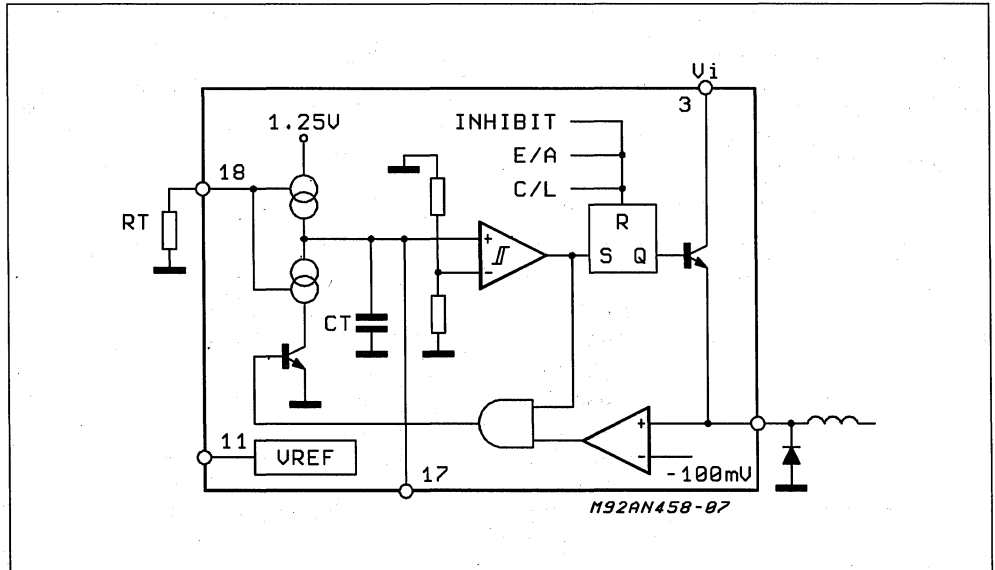 Vi
3
1.25V
INHIBIT
E/A
C/L
18
RT
R
S Q
+
-
CT
+
-
-100mV
11
VREF
17
M92AN458-07